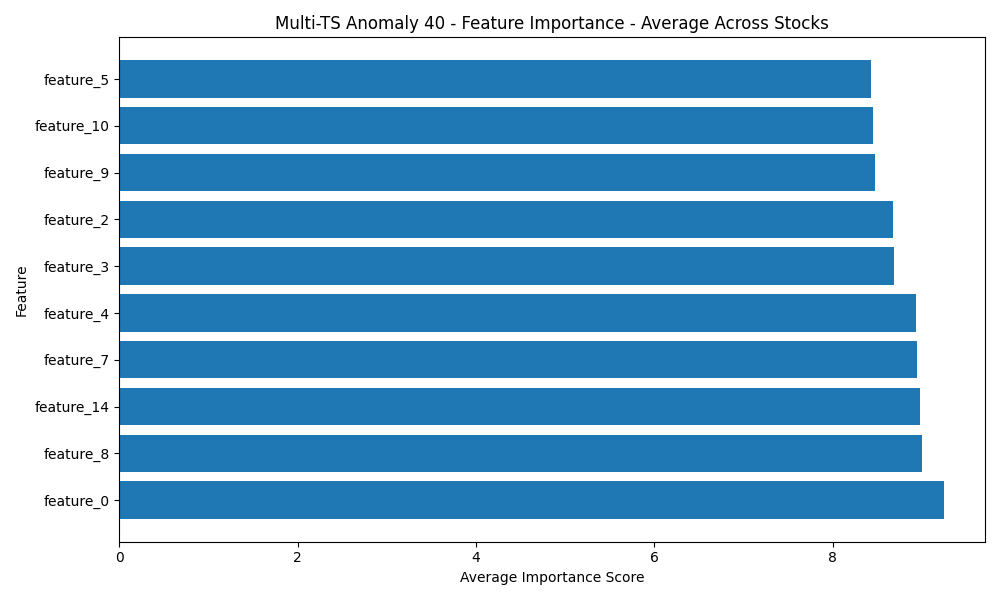 Multi-TS Anomaly 40 - Feature Importance - Average Across Stocks
feature_5
feature_10
feature_9
feature_2
feature_3
feature_4
feature_7
feature_14
feature_8
feature_0
Feature
0 2 4 6 8
Average Importance Score